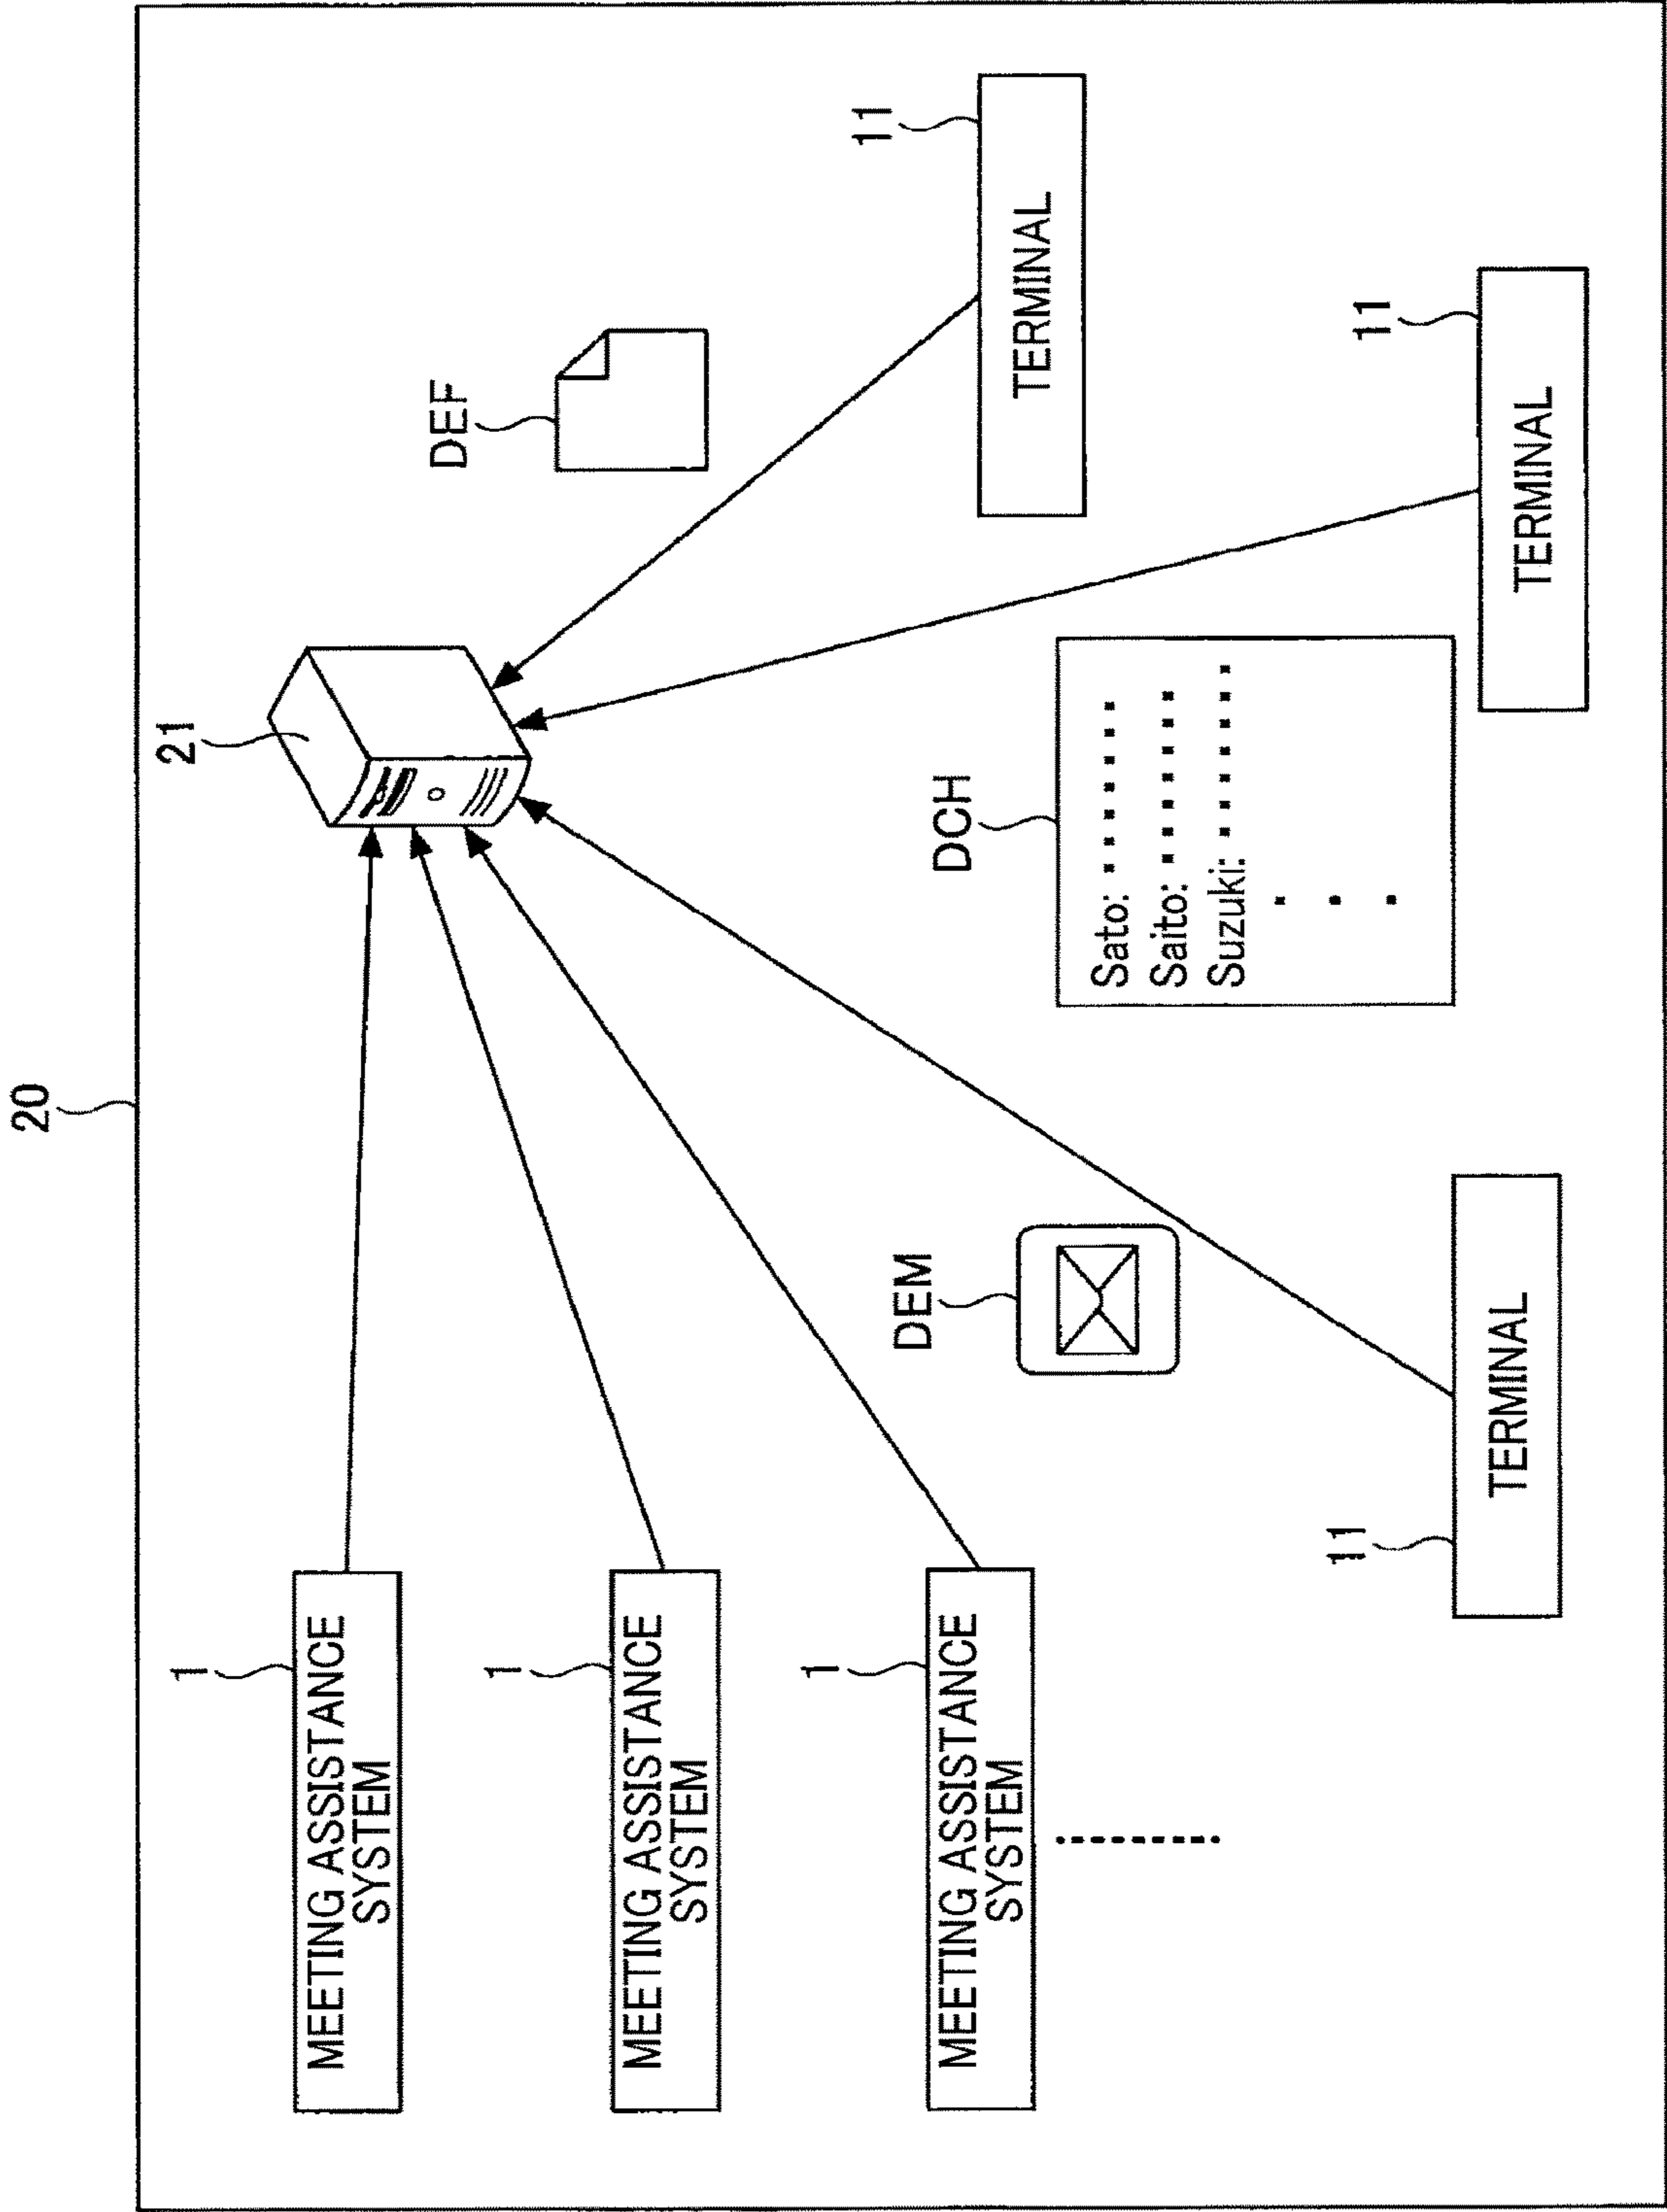 20
1
21
MEETING ASSISTANCE
SYSTEM
DEF
1
MEETING ASSISTANCE
SYSTEM
1
11
MEETING ASSISTANCE
SYSTEM
DEM
DCH
TERMINAL
Sato: .......
Saito: .......
Suzuki: .......
11
TERMINAL
11
TERMINAL